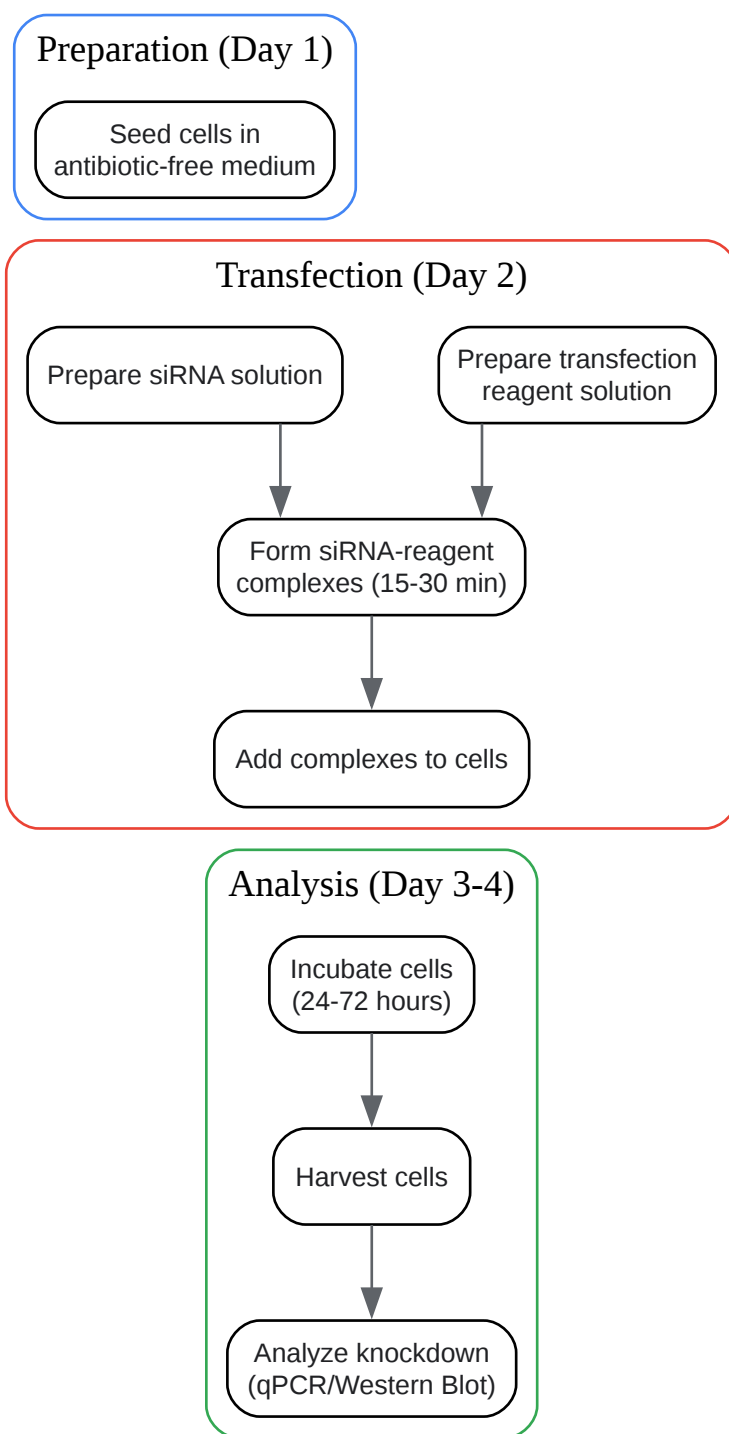 Preparation (Day 1)
Seed cells in
antibiotic-free medium
Transfection (Day 2)
Prepare siRNA solution
Prepare transfection
reagent solution
Form siRNA-reagent
complexes (15-30 min)
Add complexes to cells
Analysis (Day 3-4)
Incubate cells
(24-72 hours)
Harvest cells
Analyze knockdown
(qPCR/Western Blot)